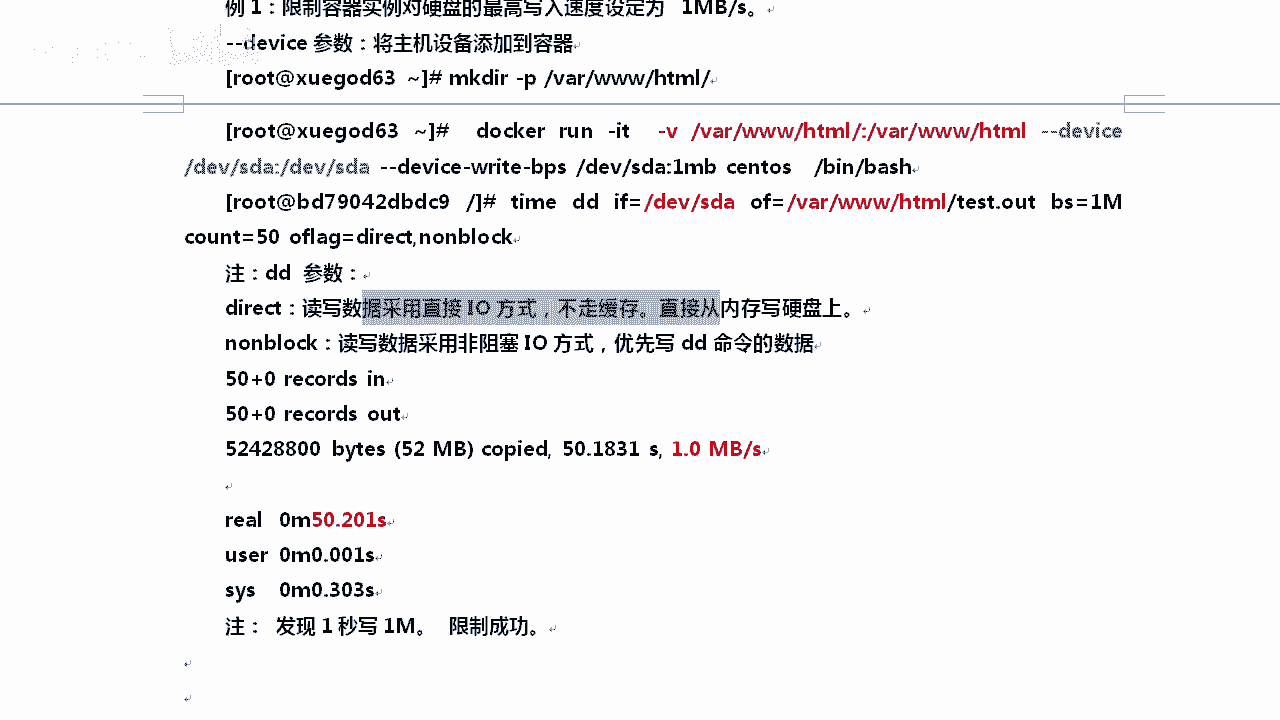 例 1：限制容器实例对硬盘的最高写入速度设定为 1MB/s。
--device 参数：将主机设备添加到容器
[root@xuegod63 ~]# mkdir -p /var/www/html/
[root@xuegod63 ~]# docker run -it -v /var/www/html/:/var/www/html --device
/dev/sda:/dev/sda --device-write-bps /dev/sda:1mb centos /bin/bash
[root@bd79042dbdc9 /]# time dd if=/dev/sda of=/var/www/html/test.out bs=1M
count=50 oflag=direct,nonblock
注：dd 参数：
direct：读写数据采用直接 IO 方式，不走缓存。直接从内存写硬盘上。
nonblock：读写数据采用非阻塞 IO 方式，优先写 dd 命令的数据
50+0 records in
50+0 records out
52428800 bytes (52 MB) copied, 50.1831 s, 1.0 MB/s
real 0m50.201s
user 0m0.001s
sys 0m0.303s
注： 发现 1 秒写 1M。 限制成功。